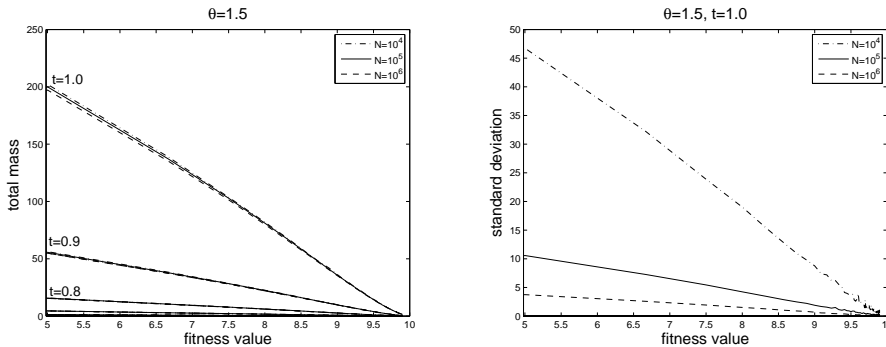 θ=1.5
250
200
150
100
50
0
total mass
t=1.0
t=0.9
t=0.8
N=10⁴
N=10⁵
N=10⁶
5 5.5 6 6.5 7 7.5 8 8.5 9 9.5 10
fitness value
θ=1.5, t=1.0
50
45
40
35
30
25
20
15
10
5
0
standard deviation
N=10⁴
N=10⁵
N=10⁶
5 5.5 6 6.5 7 7.5 8 8.5 9 9.5
fitness value